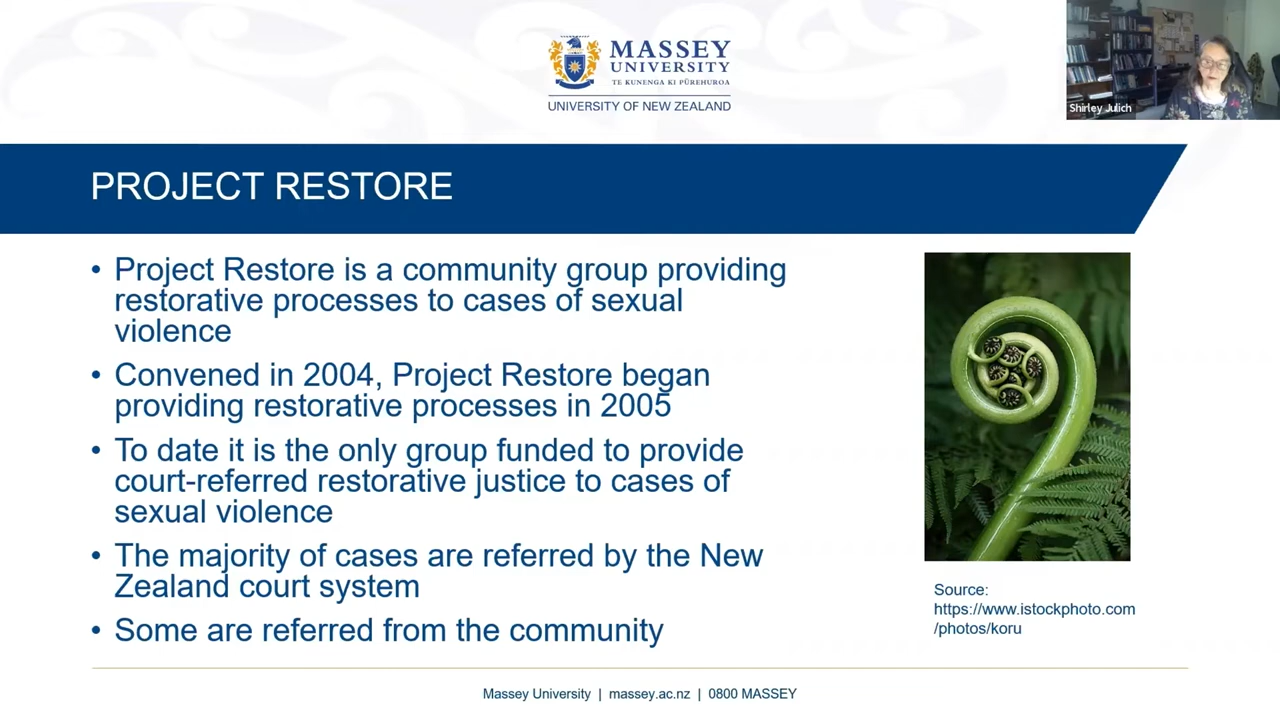 MASSEY
UNIVERSITY
TE KUNENGA KI PŪREHUROA
UNIVERSITY OF NEW ZEALAND
Shirley Julich
PROJECT RESTORE
• Project Restore is a community group providing
restorative processes to cases of sexual
violence
• Convened in 2004, Project Restore began
providing restorative processes in 2005
• To date it is the only group funded to provide
court-referred restorative justice to cases of
sexual violence
• The majority of cases are referred by the New
Zealand court system
• Some are referred from the community
Source:
https://www.istockphoto.com
/photos/koru
Massey University | massey.ac.nz | 0800 MASSEY